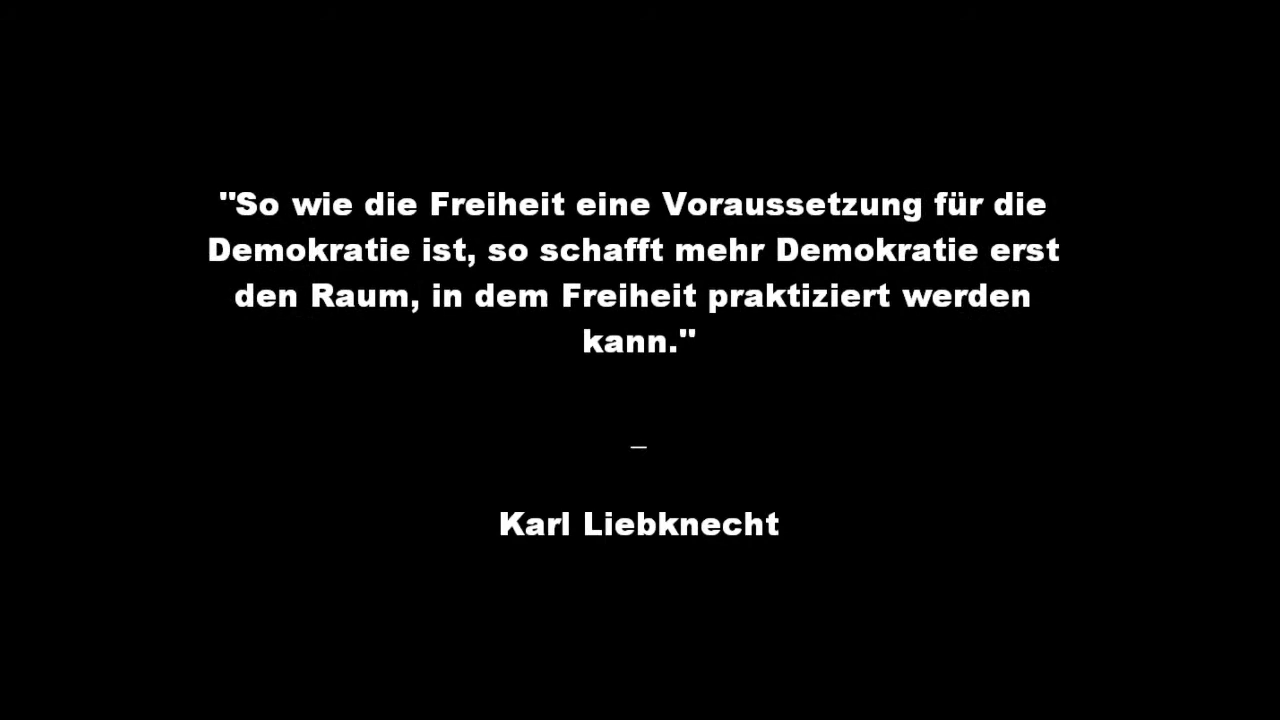 "So wie die Freiheit eine Voraussetzung für die
Demokratie ist, so schafft mehr Demokratie erst
den Raum, in dem Freiheit praktiziert werden
kann."
–
Karl Liebknecht